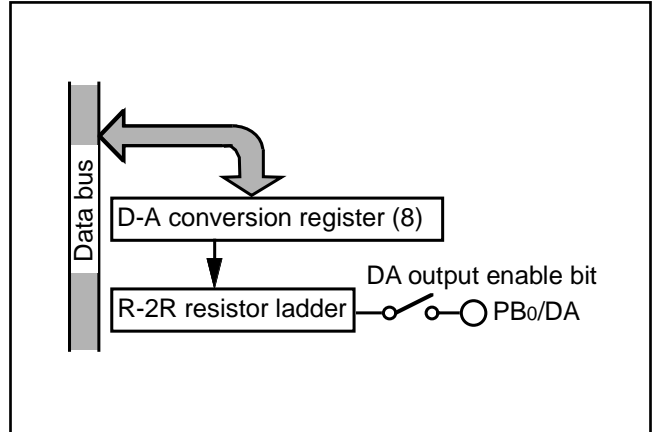 Data bus
D-A conversion register (8)
DA output enable bit
R-2R resistor ladder
PB0/DA